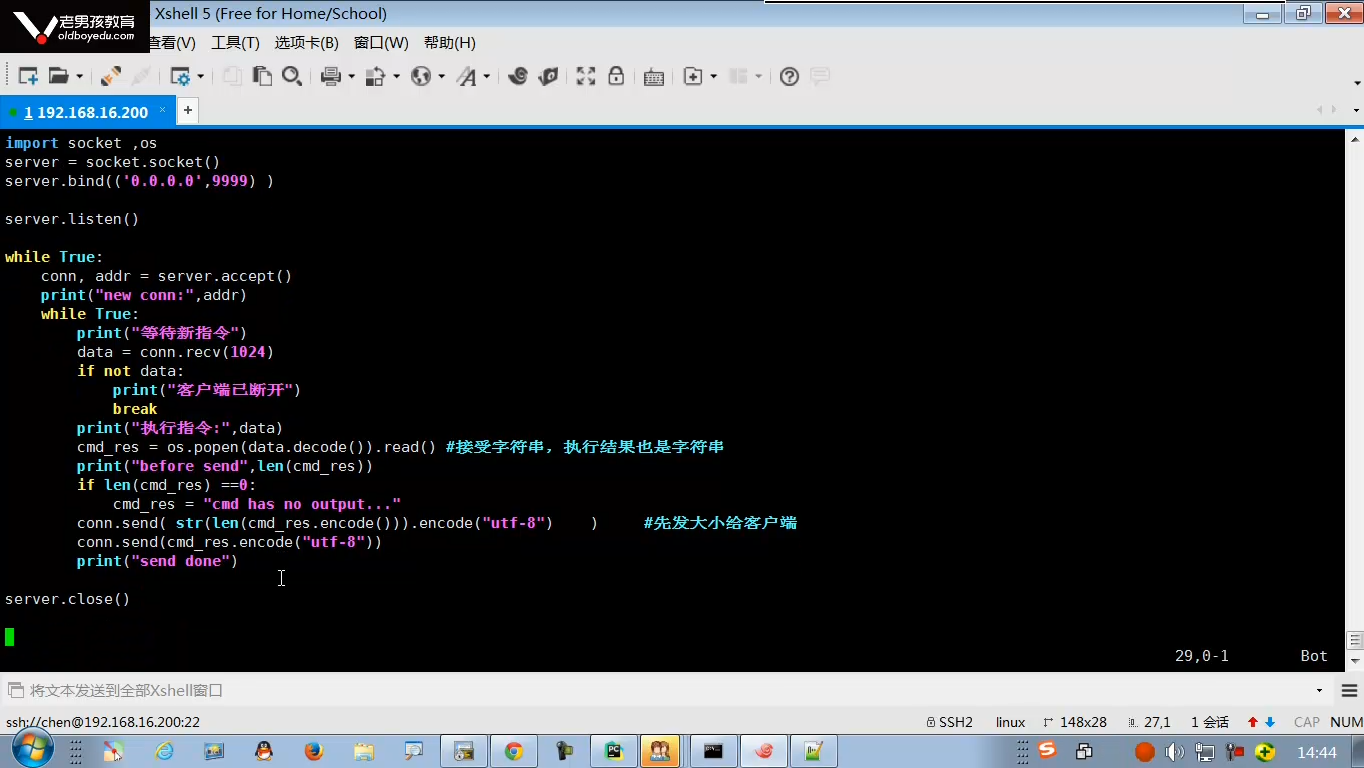 老男孩教育
oldboyedu.com
Xshell 5 (Free for Home/School)
查看(V) 工具(T) 选项卡(B) 窗口(W) 帮助(H)
1 192.168.16.200 × +
import socket ,os
server = socket.socket()
server.bind(('0.0.0.0',9999) )
server.listen()
while True:
    conn, addr = server.accept()
    print("new conn:",addr)
    while True:
        print("等待新指令")
        data = conn.recv(1024)
        if not data:
            print("客户端已断开")
            break
        print("执行指令:",data)
        cmd_res = os.popen(data.decode()).read() #接受字符串，执行结果也是字符串
        print("before send",len(cmd_res))
        if len(cmd_res) ==0:
            cmd_res = "cmd has no output..."
        conn.send( str(len(cmd_res.encode())).encode("utf-8")    )     #先发大小给客户端
        conn.send(cmd_res.encode("utf-8"))
        print("send done")
server.close()
29,0-1 Bot
将文本发送到全部Xshell窗口
ssh://chen@192.168.16.200:22 SSH2 linux 148x28 27,1 1 会话 CAP NUM
14:44